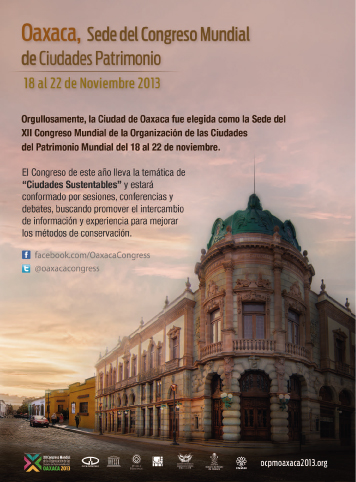 Oaxaca, Sede del Congreso Mundial
de Ciudades Patrimonio
18 al 22 de Noviembre 2013
Orgullosamente, la Ciudad de Oaxaca fue elegida como la Sede del
XII Congreso Mundial de la Organización de las Ciudades
del Patrimonio Mundial del 18 al 22 de noviembre.
El Congreso de este año lleva la temática de
“Ciudades Sustentables” y estará
conformado por sesiones, conferencias y
debates, buscando promover el intercambio
de información y experiencia para mejorar
los métodos de conservación.
facebook.com/OaxacaCongress
@oaxacacongress
XII Congreso Mundial
OAXACA 2013
ocpmoaxaca2013.org